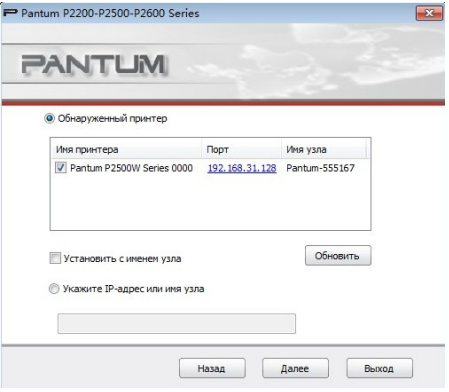 Pantum P2200-P2500-P2600 Series
PANTUM
Обнаруженный принтер
Имя принтера Порт Имя узла
Pantum P2500W Series 0000 192.168.31.128 Pantum-555167
Установить с именем узла Обновить
Укажите IP-адрес или имя узла
Назад Далее Выход